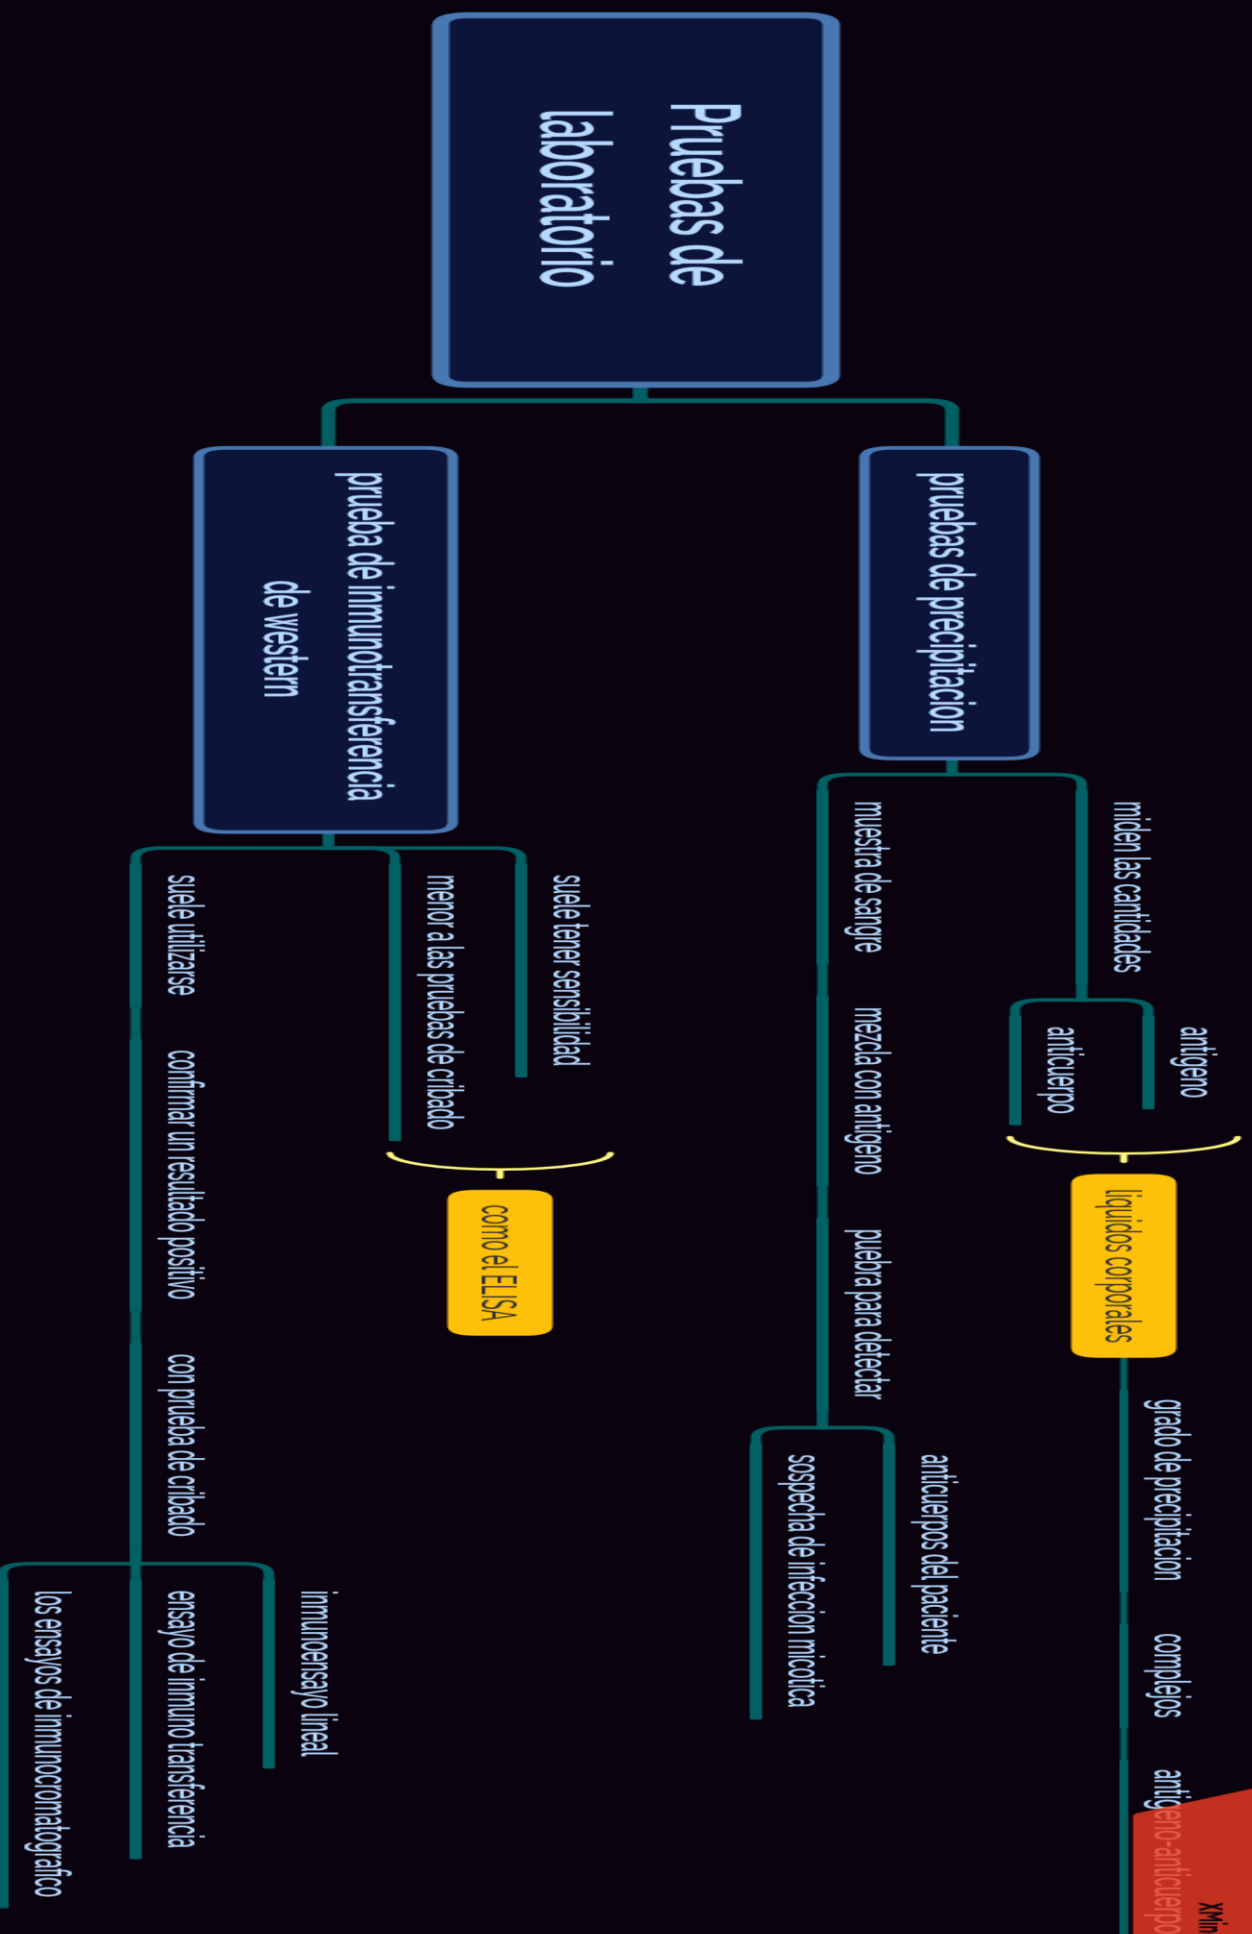 Pruebas de
laboratorio
pruebas de precipitacion
miden las cantidades
antigeno
anticuerpo
liquidos corporales
grado de precipitacion
complejos
antigeno-anticuerpo
muestra de sangre
mezcla con antigeno
puebra para detectar
anticuerpos del paciente
sospecha de infeccion micotica
prueba de inmunotransferencia
de western
suele tener sensibilidad
menor a las pruebas de cribado
como el ELISA
suele utilizarse
confirmar un resultado positivo
con prueba de cribado
inmunoensayo lineal
ensayo de inmuno transferencia
los ensayos de inmunocromatografico
XMin